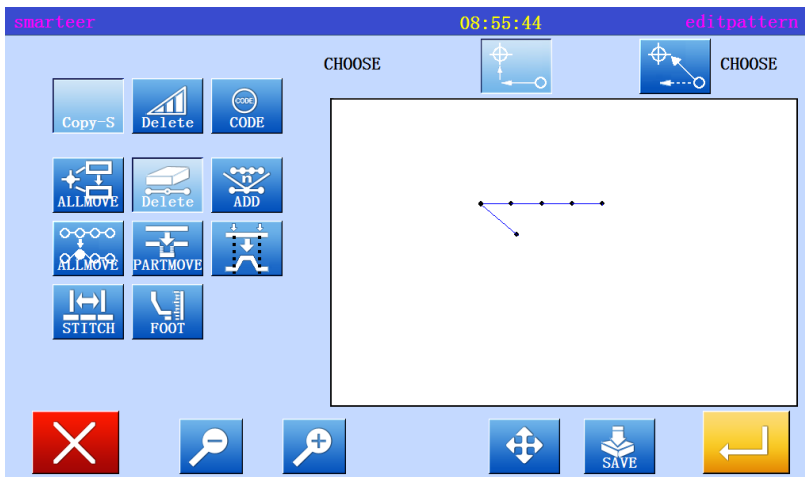 smarteer 08:55:44 editpattern
CHOOSE CHOOSE
Copy-S Delete CODE CODE
ALLMOVE Delete n ADD
ALLMOVE PARTMOVE
STITCH FOOT
SAVE